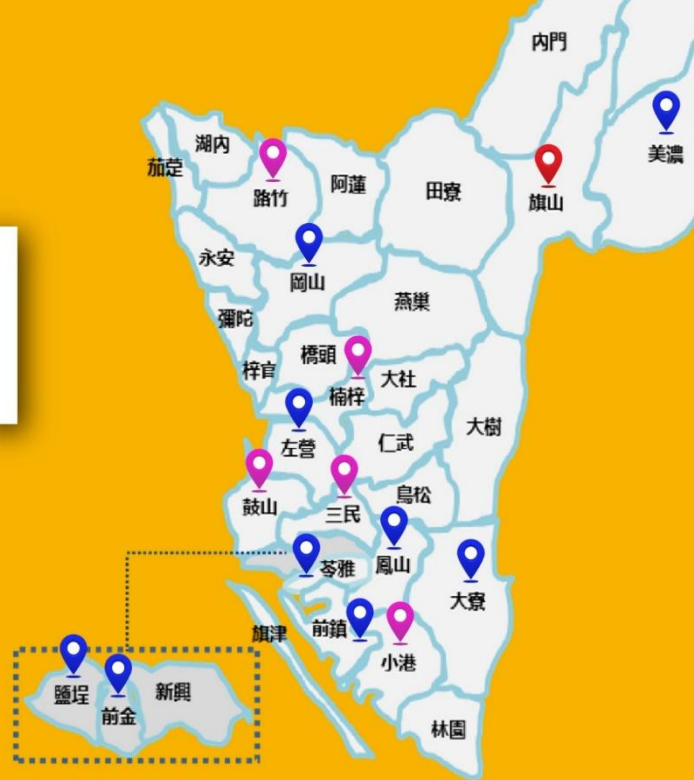 內門
美濃
湖內
茄萣
路竹
阿蓮
田寮
旗山
永安
岡山
燕巢
彌陀
橋頭
梓官
大社
楠梓
大樹
左營
仁武
鳥松
鼓山
三民
苓雅
鳳山
大寮
旗津
前鎮
小港
鹽埕
新興
前金
林園